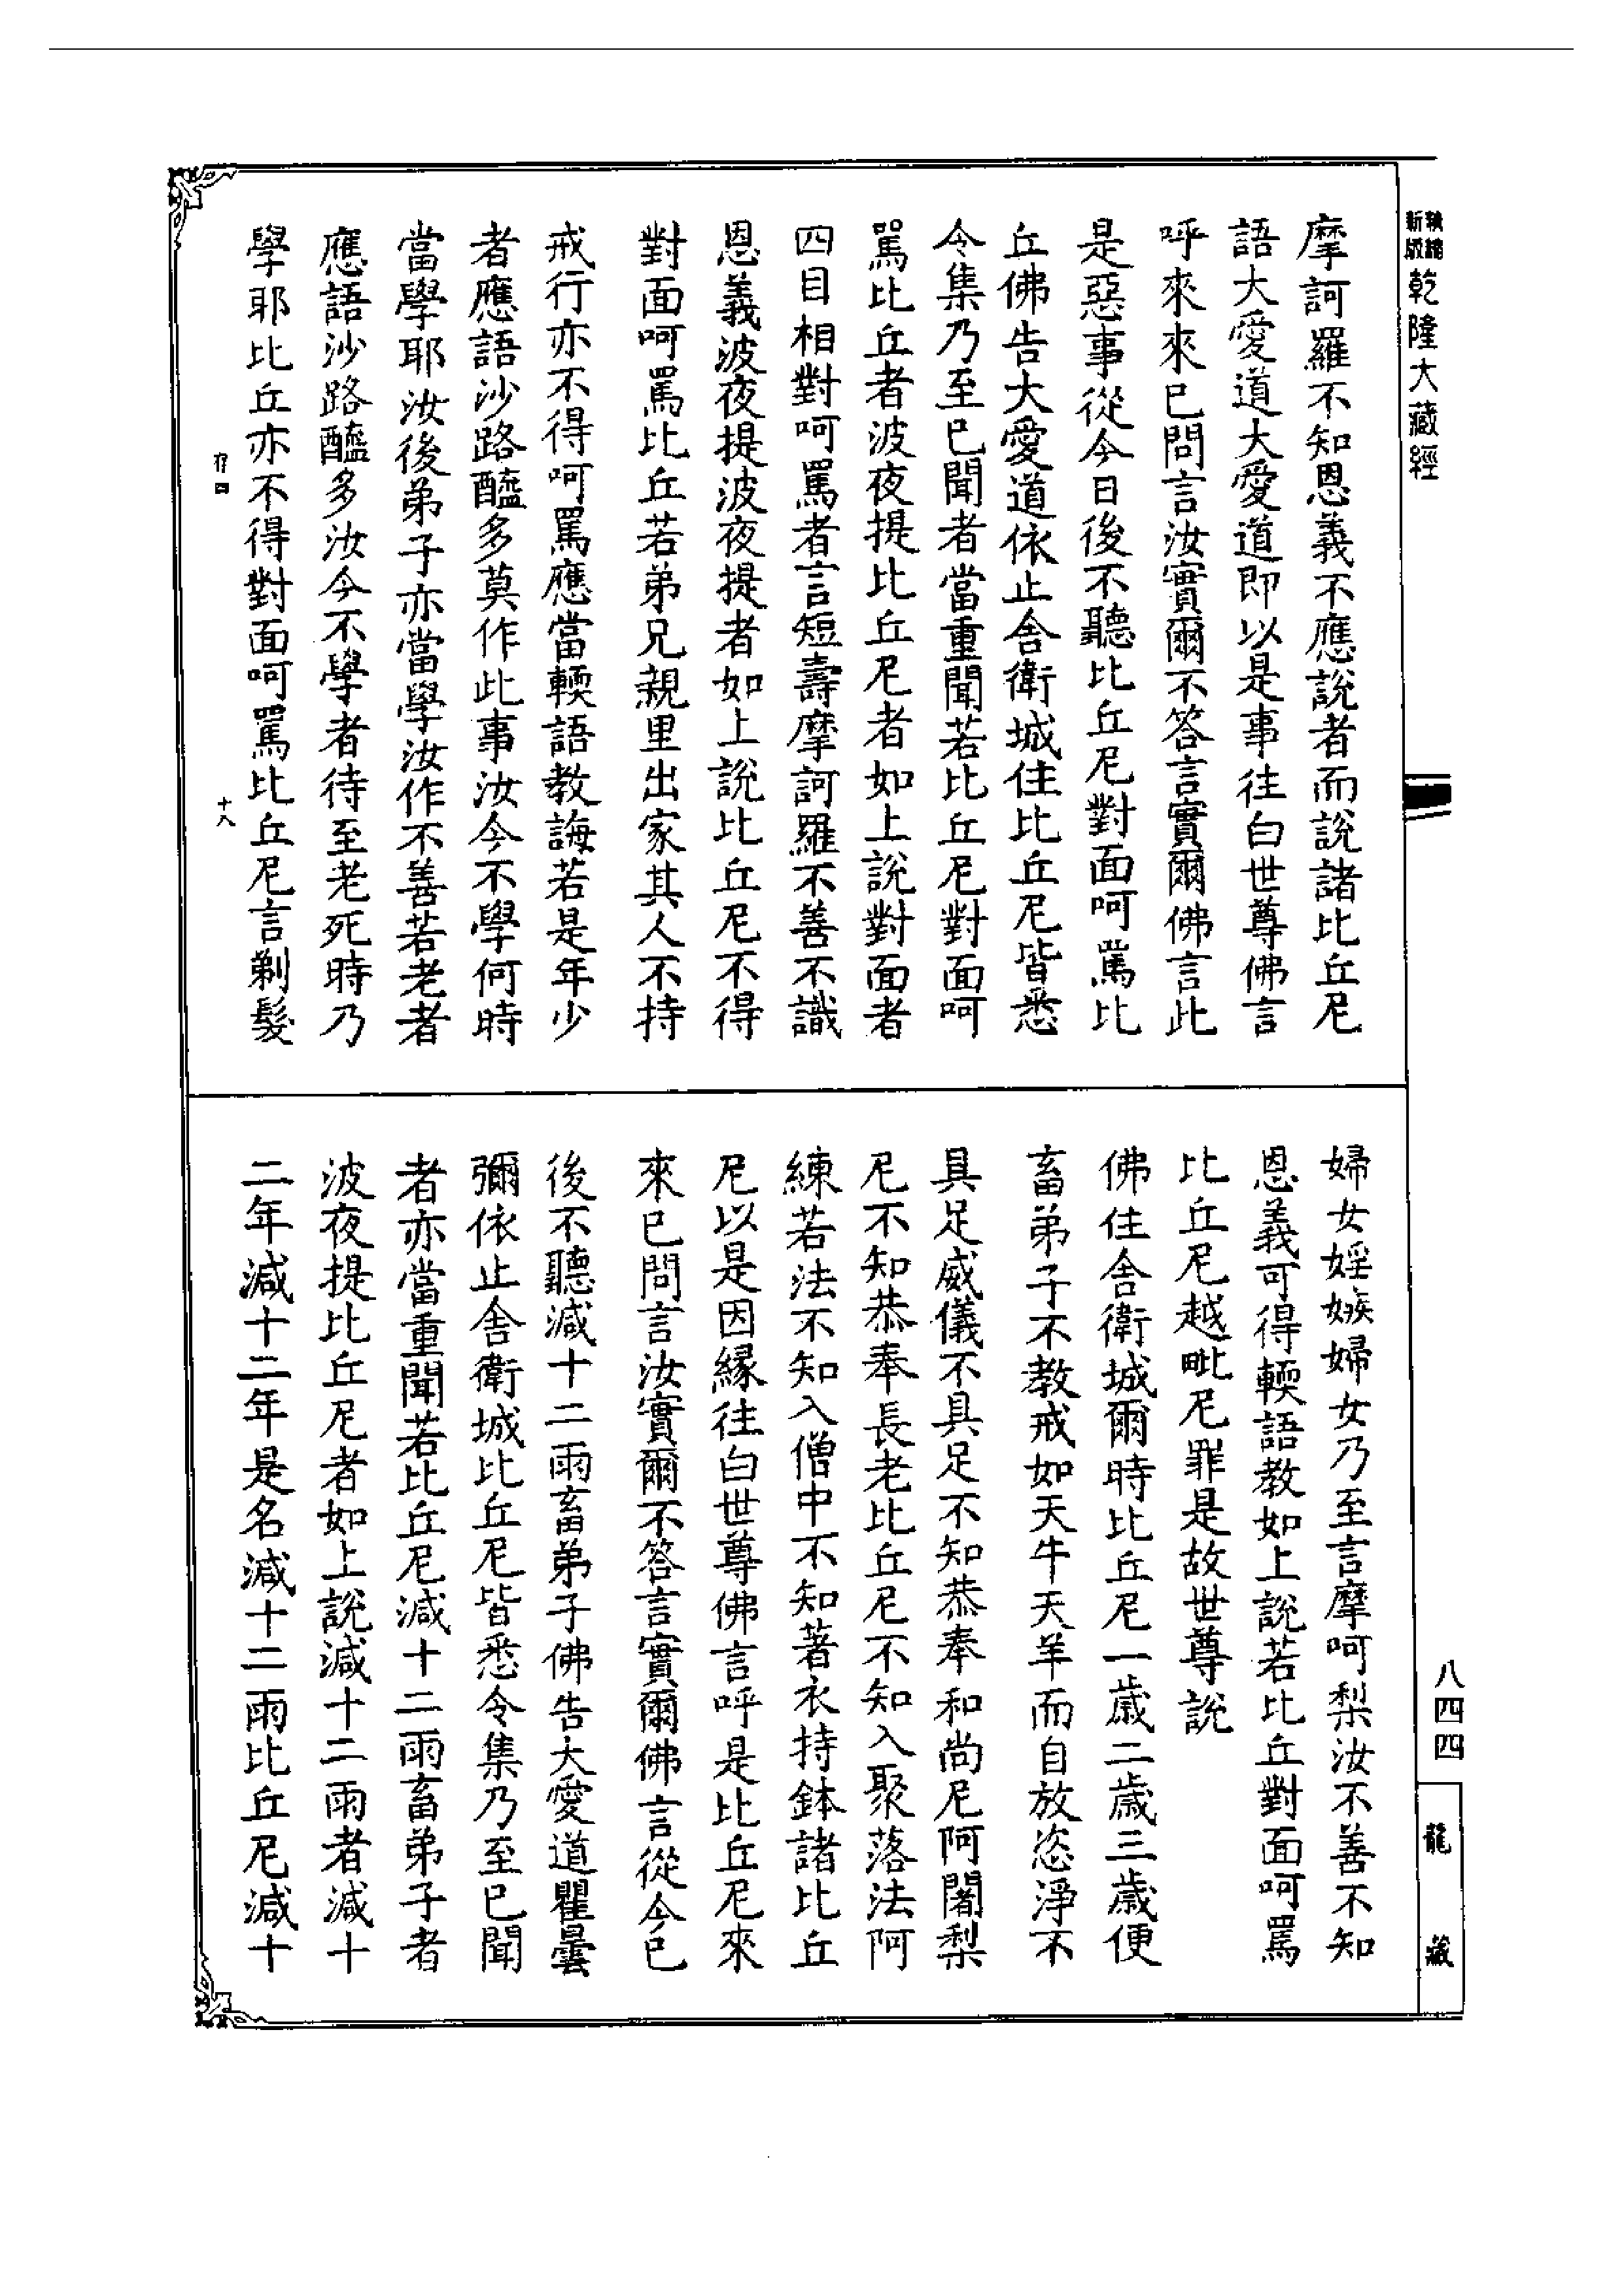 新版 縮
乾隆大藏經
摩訶羅不知恩義不應說者而說諸比丘尼
語大愛道大愛道即以是事往白世尊佛言
呼來來已問言汝實爾不答言實爾佛言此
是惡事從今日後不聽比丘尼對面呵罵比
丘佛告大愛道依止舍衛城住比丘尼皆悉
令集乃至已聞者當重聞若比丘尼對面呵
罵比丘者波夜提比丘尼者如上說對面者
四目相對呵罵者言短壽摩訶羅不善不識
恩義波夜提波夜提者如上說比丘尼不得
對面呵罵比丘若弟兄親里出家其人不持
戒行亦不得呵罵應當輭語教誨若是年少
者應語沙路醯多莫作此事汝今不學何時
當學耶汝後弟子亦當學汝作不善若老者
應語沙路醯多汝今不學者待至老死時乃
學耶比丘亦不得對面呵罵比丘尼言剃髮
十八
婦女婬嫉婦女乃至言摩呵梨汝不善不知
恩義可得輭語教如上說若比丘對面呵罵
比丘尼越毗尼罪是故世尊說
佛住舍衛城爾時比丘尼一歲二歲三歲便
畜弟子不教戒如天牛天羊而自放恣淨不
具足威儀不具足不知恭奉和尚尼阿闍梨
尼不知恭奉長老比丘尼不知入聚落法阿
練若法不知入僧中不知著衣持鉢諸比丘
尼以是因緣往白世尊佛言呼是比丘尼來
來已問言汝實爾不答言實爾佛言從今已
後不聽減十二雨畜弟子佛告大愛道瞿曇
彌依止舍衛城比丘尼皆悉令集乃至已聞
者亦當重聞若比丘尼減十二雨畜弟子者
波夜提比丘尼者如上說減十二雨者減十
二年減十二年是名減十二雨比丘尼減十
八四四
龍藏